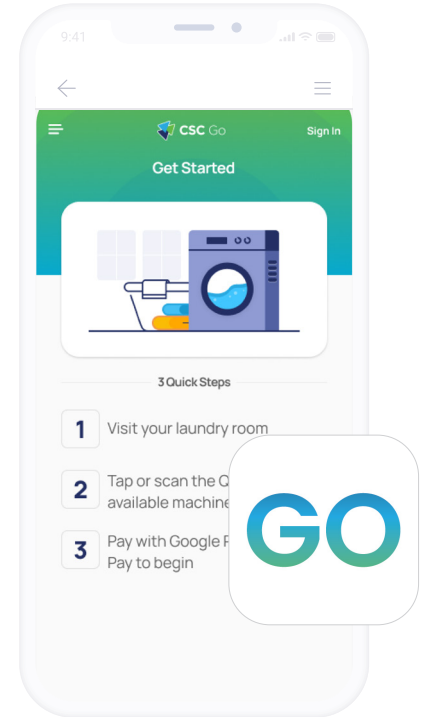 9:41
CSC Go
Sign In
Get Started
3 Quick Steps
1
Visit your laundry room
2
Tap or scan the
available machine
3
Pay with Google
Pay to begin
GO